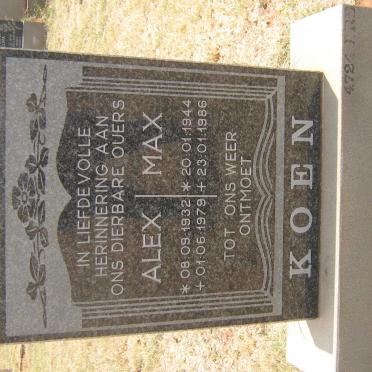 IN LIEFDEVOLLE
HERINNERING AAN
ONS DIERBARE OUERS
ALEX MAX
* 08.09.1932 * 20.01.1944
+ 01.06.1979 + 23.01.1986
TOT ONS WEER
ONTMOET
KOEN